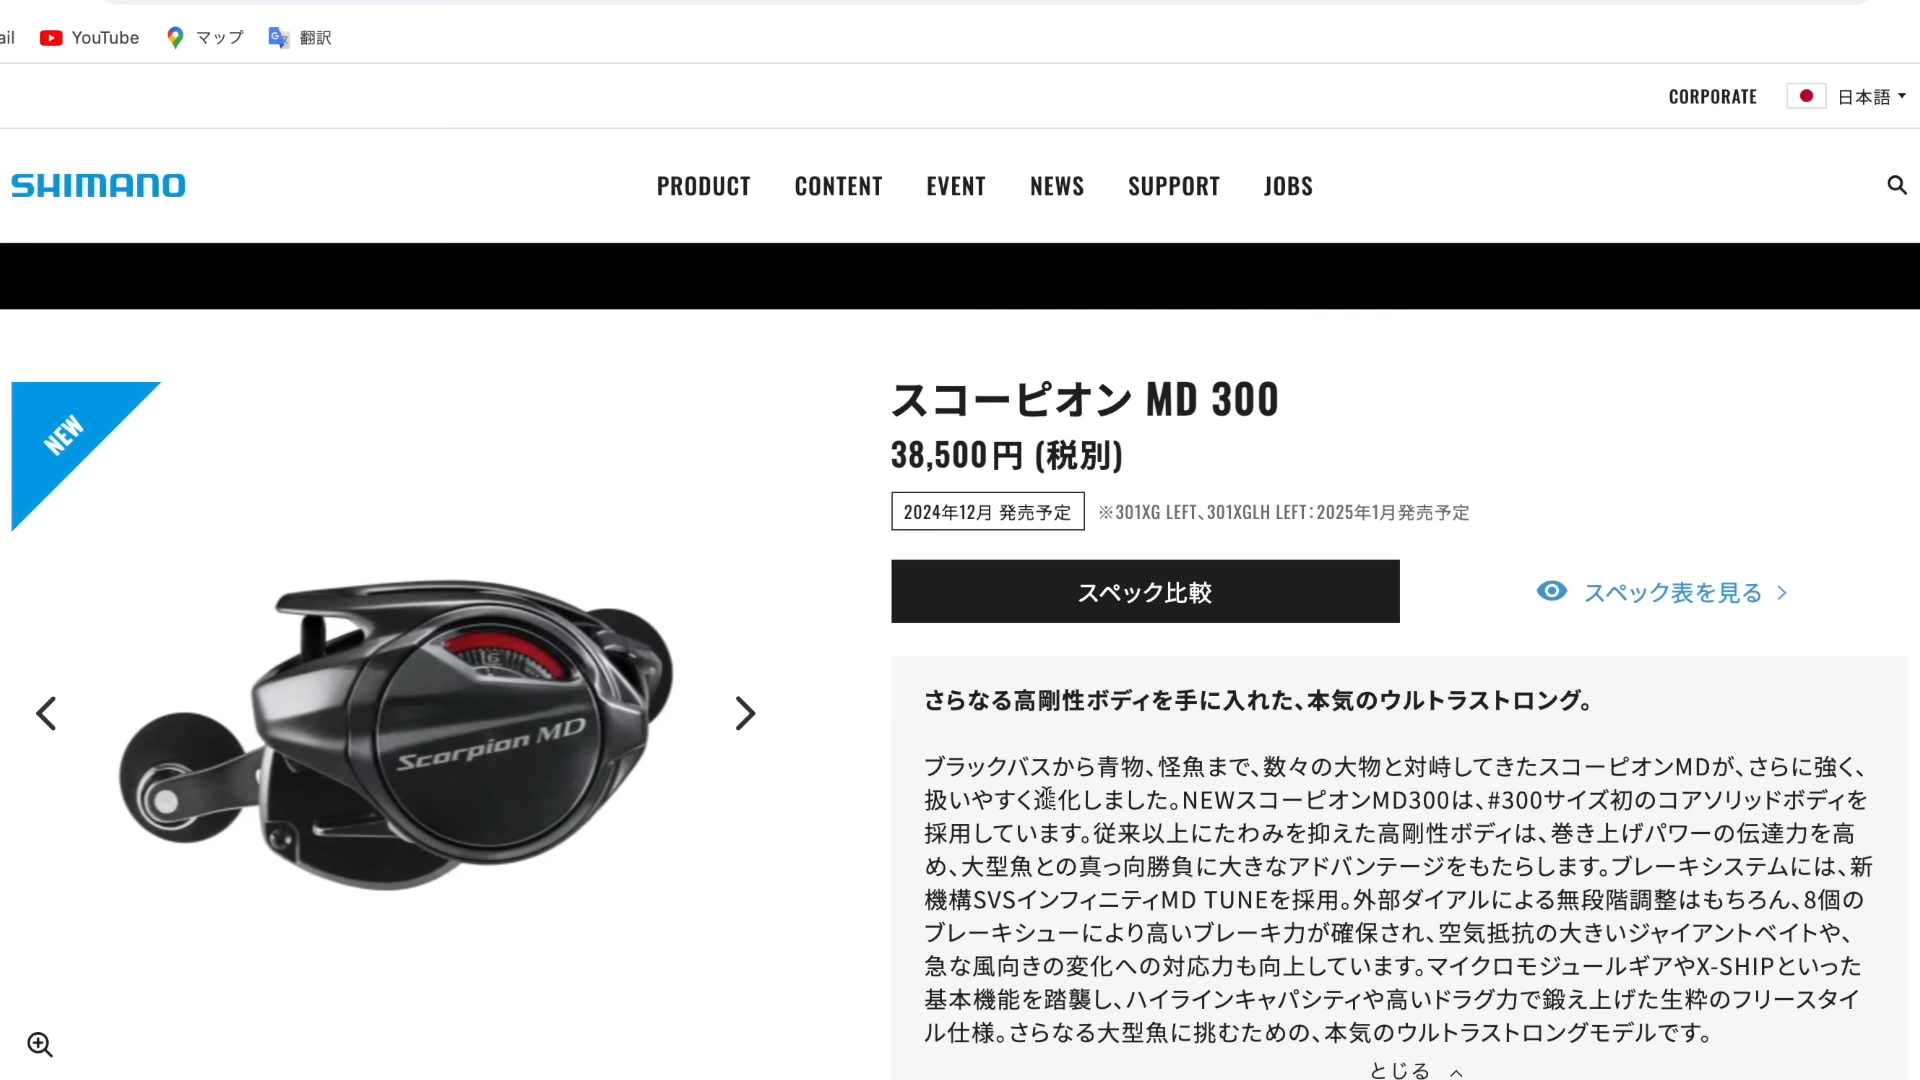 ail YouTube マップ 翻訳
CORPORATE 日本語
SHIMANO PRODUCT CONTENT EVENT NEWS SUPPORT JOBS
NEW
スコーピオン MD 300
38,500円 (税別)
2024年12月 発売予定 ※301XG LEFT、301XGLH LEFT：2025年1月発売予定
スペック比較 スペック表を見る
Scorpion MD
6
さらなる高剛性ボディを手に入れた、本気のウルトラストロング。
ブラックバスから青物、怪魚まで、数々の大物と対峙してきたスコーピオンMDが、さらに強く、
扱いやすく進化しました。NEWスコーピオンMD300は、#300サイズ初のコアソリッドボディを
採用しています。従来以上にたわみを抑えた高剛性ボディは、巻き上げパワーの伝達力を高
め、大型魚との真っ向勝負に大きなアドバンテージをもたらします。ブレーキシステムには、新
機構SVSインフィニティMD TUNEを採用。外部ダイアルによる無段階調整はもちろん、8個の
ブレーキシューにより高いブレーキ力が確保され、空気抵抗の大きいジャイアントベイトや、
急な風向きの変化への対応力も向上しています。マイクロモジュールギアやX-SHIPといった
基本機能を踏襲し、ハイラインキャパシティや高いドラグ力で鍛え上げた生粋のフリースタイ
ル仕様。さらなる大型魚に挑むための、本気のウルトラストロングモデルです。
とじる